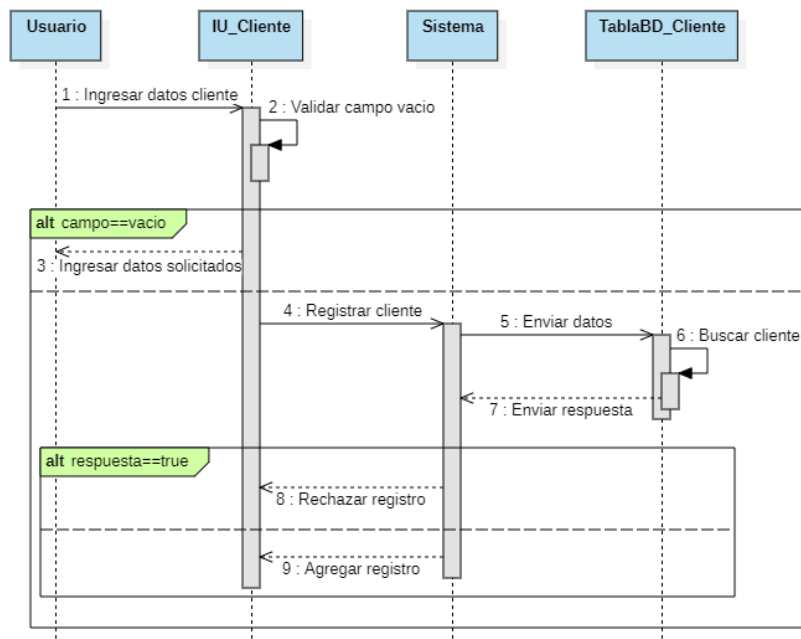 Usuario
IU_Cliente
Sistema
TablaBD_Cliente
1 : Ingresar datos cliente
2 : Validar campo vacio
alt campo==vacio
3 : Ingresar datos solicitados
4 : Registrar cliente
5 : Enviar datos
6 : Buscar cliente
7 : Enviar respuesta
alt respuesta==true
8 : Rechazar registro
9 : Agregar registro